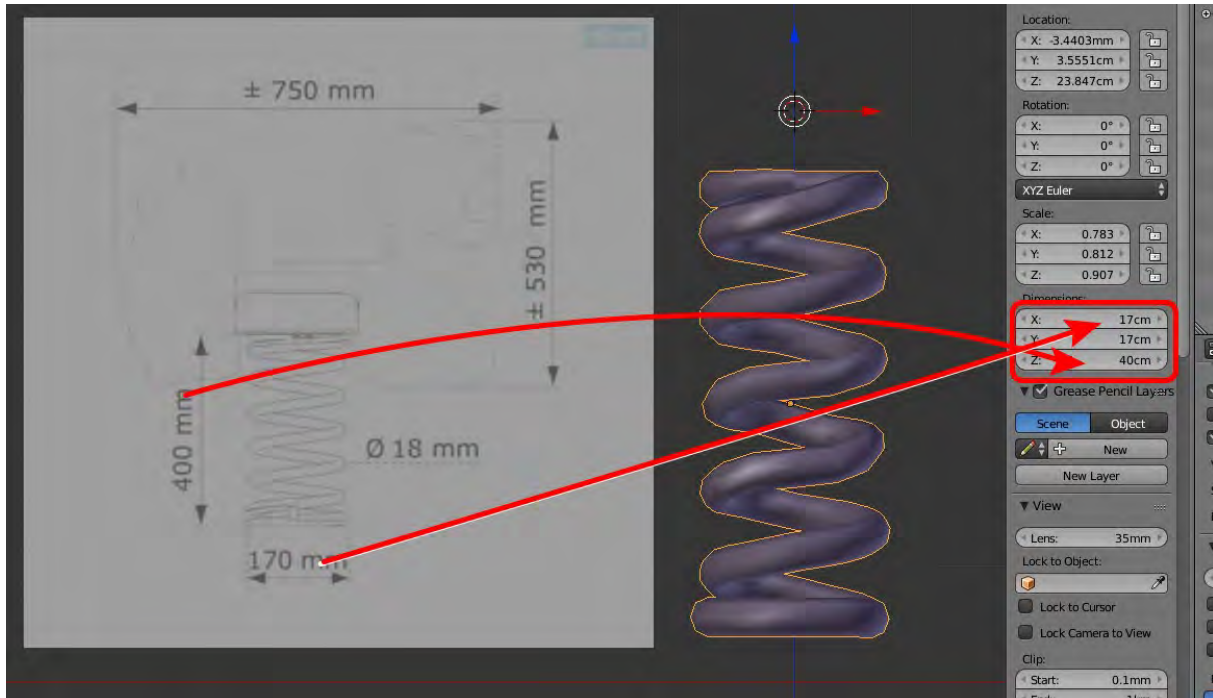 ± 750 mm
± 530 mm
400 mm
Ø 18 mm
170 mm
Location:
X: -3.4403mm
Y: 3.5551cm
Z: 23.847cm
Rotation:
X: 0°
Y: 0°
Z: 0°
XYZ Euler
Scale:
X: 0.783
Y: 0.812
Z: 0.907
Dimensions:
X: 17cm
Y: 17cm
Z: 40cm
Grease Pencil Layers
Scene Object
New
New Layer
View
Lens: 35mm
Lock to Object:
Lock to Cursor
Lock Camera to View
Clip:
Start: 0.1mm